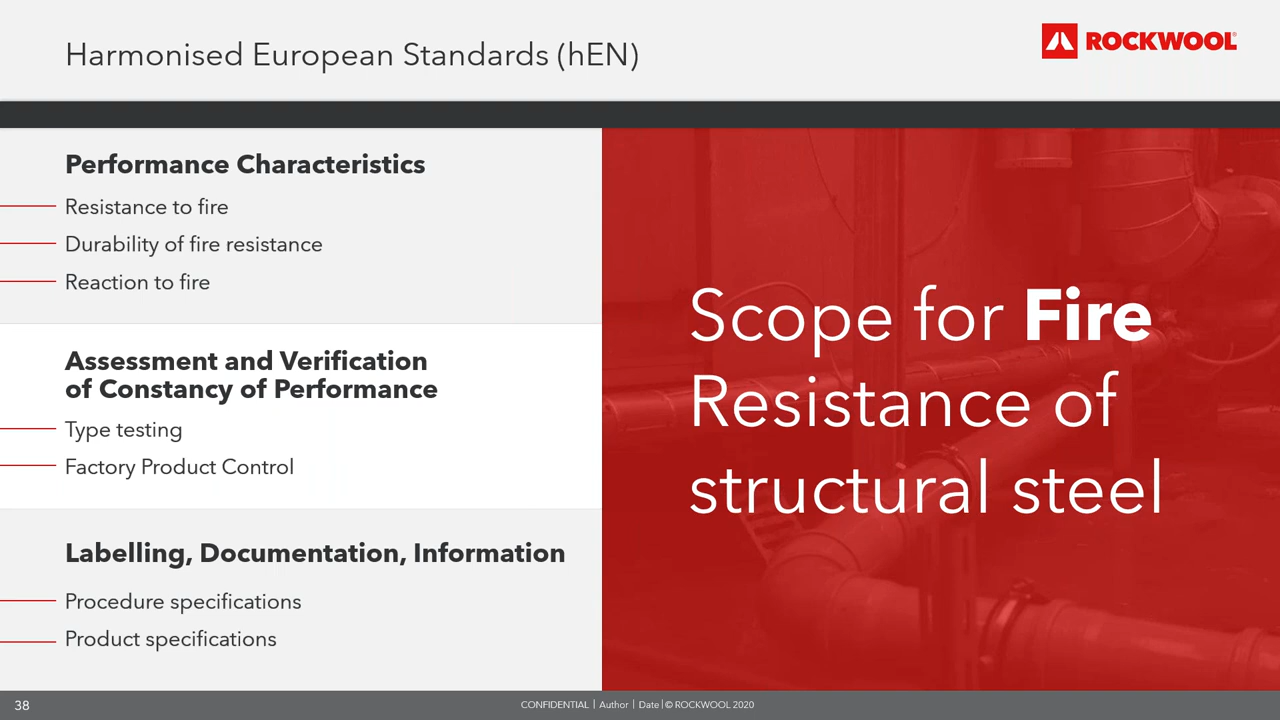 Harmonised European Standards (hEN)
ROCKWOOL®
Performance Characteristics
Resistance to fire
Durability of fire resistance
Reaction to fire
Assessment and Verification
of Constancy of Performance
Type testing
Factory Product Control
Labelling, Documentation, Information
Procedure specifications
Product specifications
Scope for Fire
Resistance of
structural steel
38
CONFIDENTIAL | Author | Date | © ROCKWOOL 2020